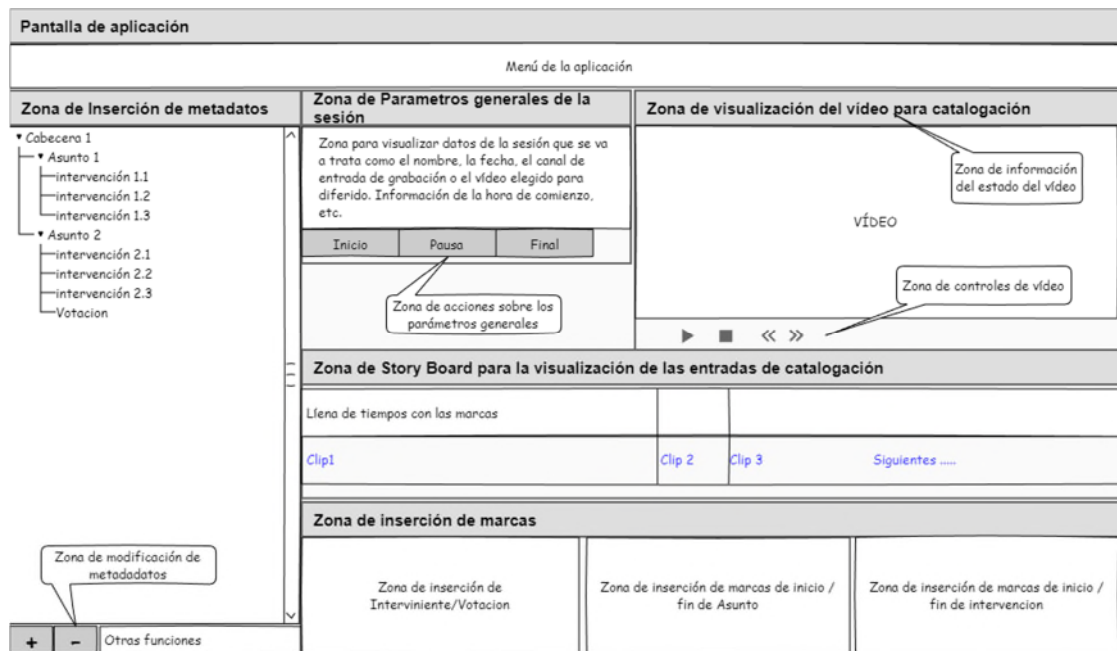 Pantalla de aplicación
Menú de la aplicación
Zona de Inserción de metadatos
Cabecera 1
Asunto 1
intervención 1.1
intervención 1.2
intervención 1.3
Asunto 2
intervención 2.1
intervención 2.2
intervención 2.3
Votacion
Zona de modificación de
metadadatos
+
-
Otras funciones
Zona de Parametros generales de la
sesión
Zona para visualizar datos de la sesión que se va
a trata como el nombre, la fecha, el canal de
entrada de grabación o el vídeo elegido para
diferido. Información de la hora de comienzo,
etc.
Inicio
Pausa
Final
Zona de acciones sobre los
parámetros generales
Zona de visualización del vídeo para catalogación
Zona de información
del estado del vídeo
VÍDEO
Zona de controles de vídeo
Zona de Story Board para la visualización de las entradas de catalogación
LÍena de tiempos con las marcas
Clip1
Clip 2
Clip 3
Siguientes .....
Zona de inserción de marcas
Zona de inserción de
Interviniente/Votacion
Zona de inserción de marcas de inicio /
fin de Asunto
Zona de inserción de marcas de inicio /
fin de intervencion